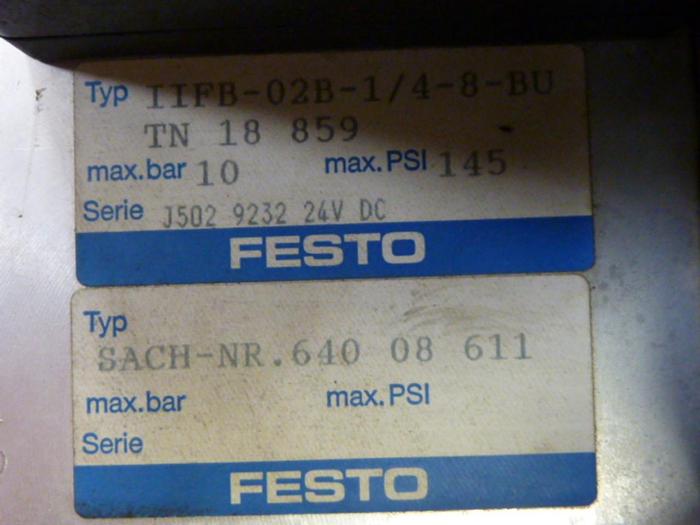 Typ IIFB-02B-1/4-8-BU
TN 18 859
max.bar 10 max.PSI 145
Serie J502 9232 24V DC
FESTO
Typ
SACH-NR.640 08 611
max.bar max.PSI
Serie
FESTO